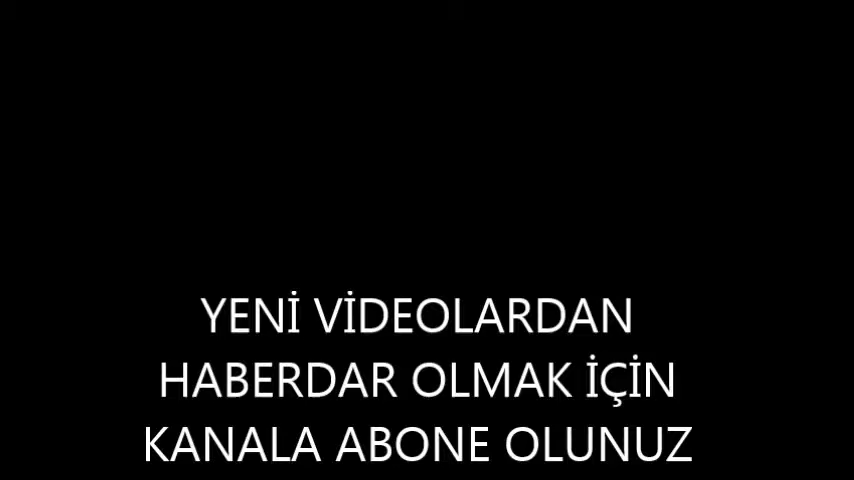 YENİ VİDEOLARDAN
HABERDAR OLMAK İÇİN
KANALA ABONE OLUNUZ